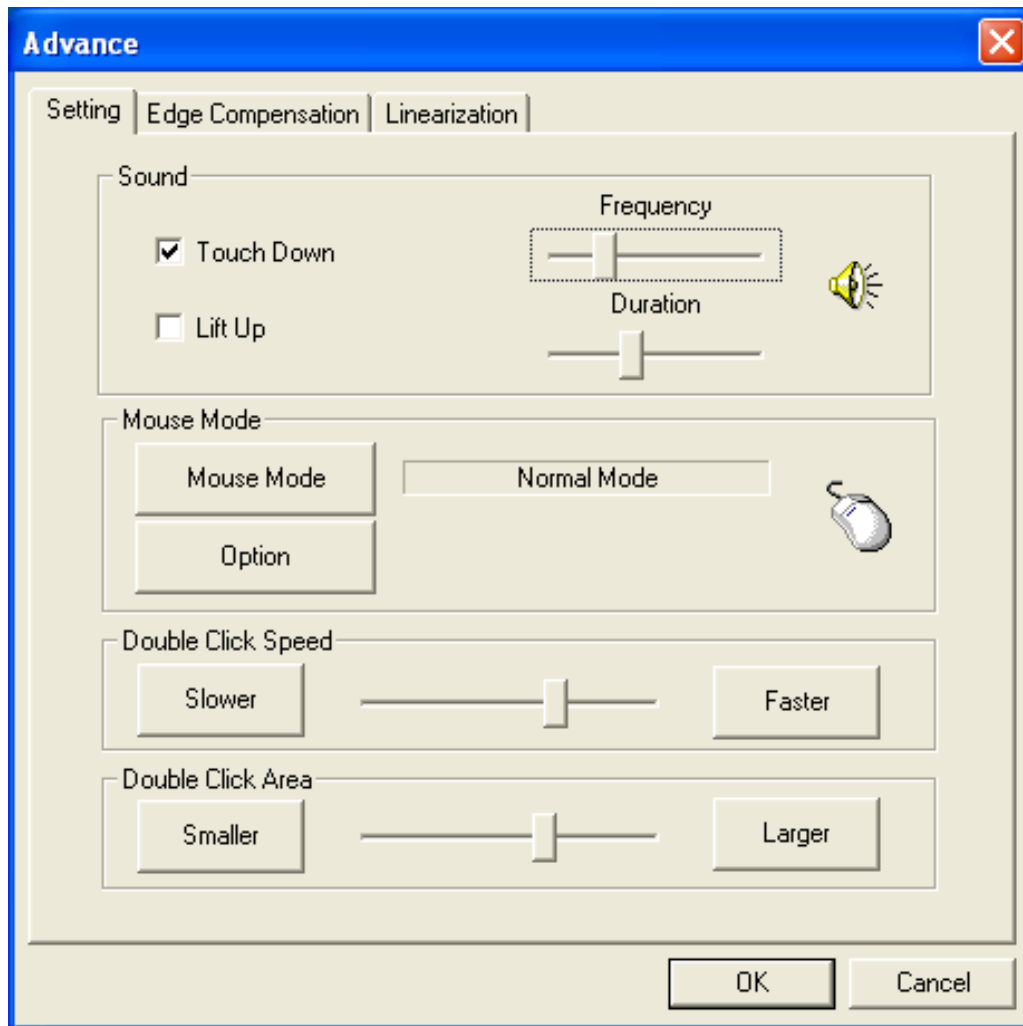 Advance
Setting Edge Compensation Linearization
Sound
Frequency
Touch Down
Duration
Lift Up
Mouse Mode
Mouse Mode Normal Mode
Option
Double Click Speed
Slower Faster
Double Click Area
Smaller Larger
OK Cancel